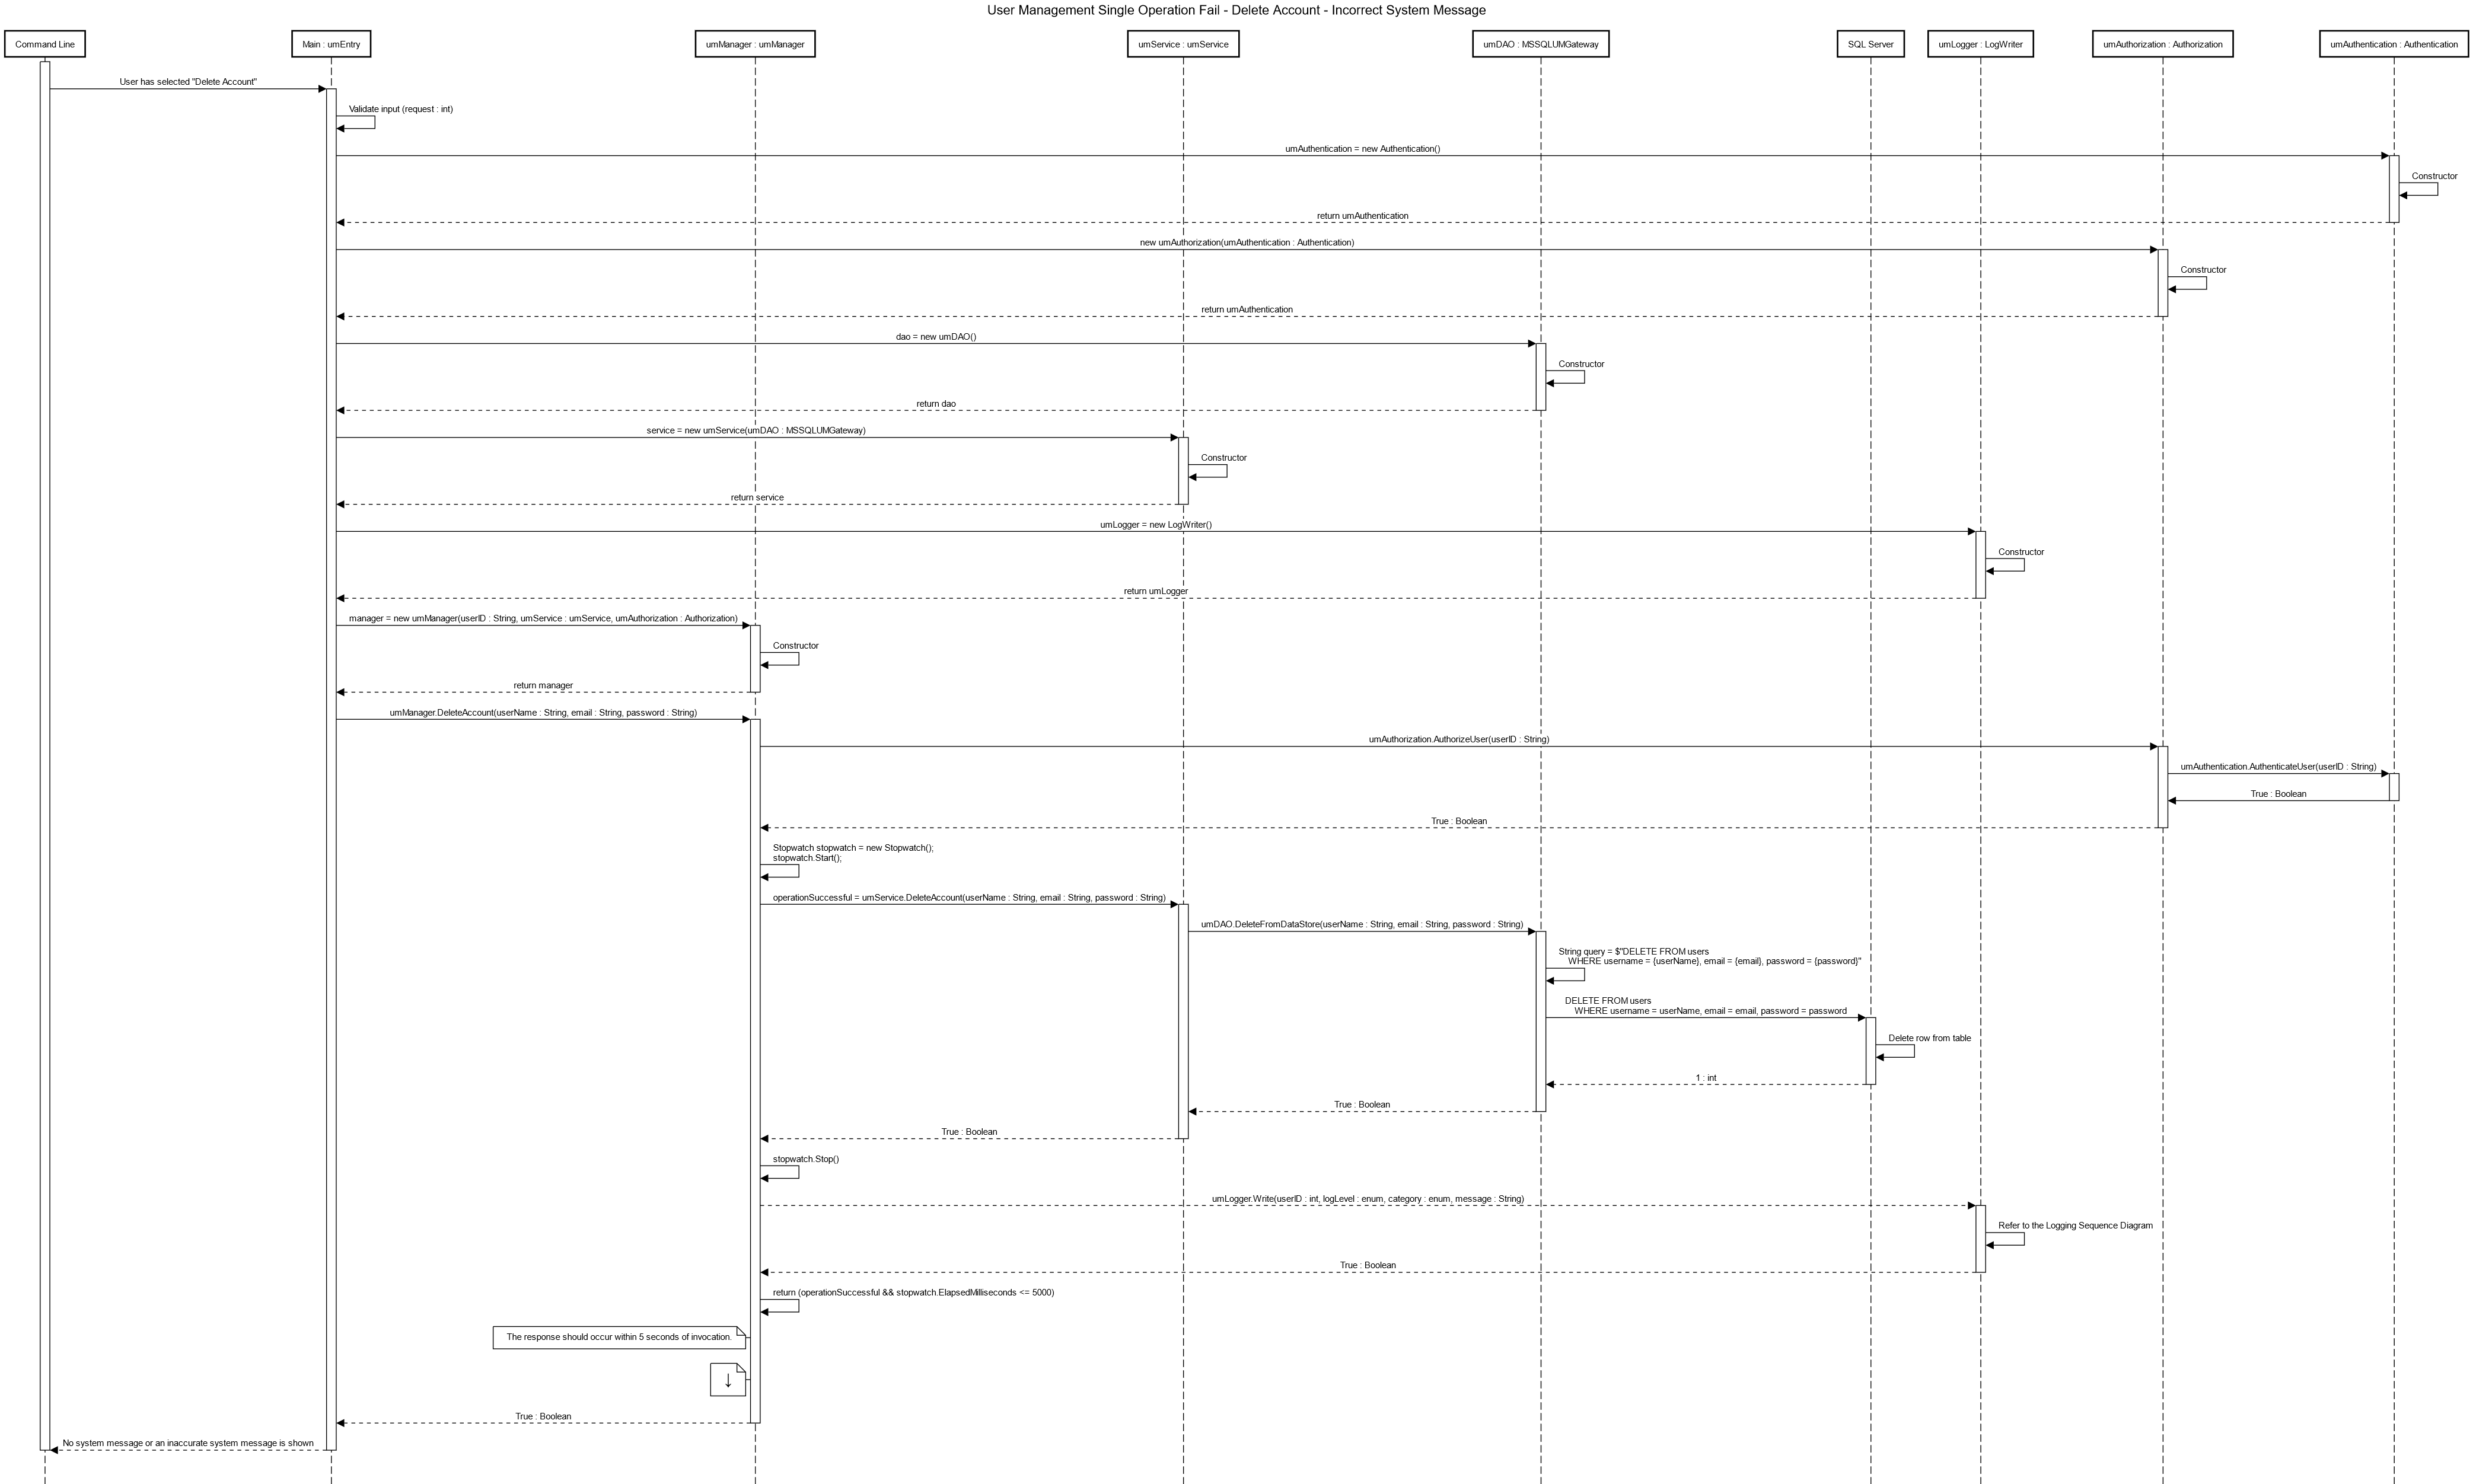 User Management Single Operation Fail - Delete Account - Incorrect System Message
Command Line
Main : umEntry
umManager : umManager
umService : umService
umDAO : MSSQLUMGateway
SQL Server
umLogger : LogWriter
umAuthorization : Authorization
umAuthentication : Authentication
User has selected "Delete Account"
Validate input (request : int)
umAuthentication = new Authentication()
Constructor
return umAuthentication
new umAuthorization(umAuthentication : Authentication)
Constructor
return umAuthentication
dao = new umDAO()
Constructor
return dao
service = new umService(umDAO : MSSQLUMGateway)
Constructor
return service
umLogger = new LogWriter()
Constructor
return umLogger
manager = new umManager(userID : String, umService : umService, umAuthorization : Authorization)
Constructor
return manager
umManager.DeleteAccount(userName : String, email : String, password : String)
umAuthorization.AuthorizeUser(userID : String)
umAuthentication.AuthenticateUser(userID : String)
True : Boolean
True : Boolean
Stopwatch stopwatch = new Stopwatch();
stopwatch.Start();
operationSuccessful = umService.DeleteAccount(userName : String, email : String, password : String)
umDAO.DeleteFromDataStore(userName : String, email : String, password : String)
String query = $"DELETE FROM users
WHERE username = {userName}, email = {email}, password = {password}"
DELETE FROM users
WHERE username = userName, email = email, password = password
Delete row from table
1 : int
True : Boolean
True : Boolean
stopwatch.Stop()
umLogger.Write(userID : int, logLevel : enum, category : enum, message : String)
Refer to the Logging Sequence Diagram
True : Boolean
return (operationSuccessful && stopwatch.ElapsedMilliseconds <= 5000)
The response should occur within 5 seconds of invocation.
↓
True : Boolean
No system message or an inaccurate system message is shown